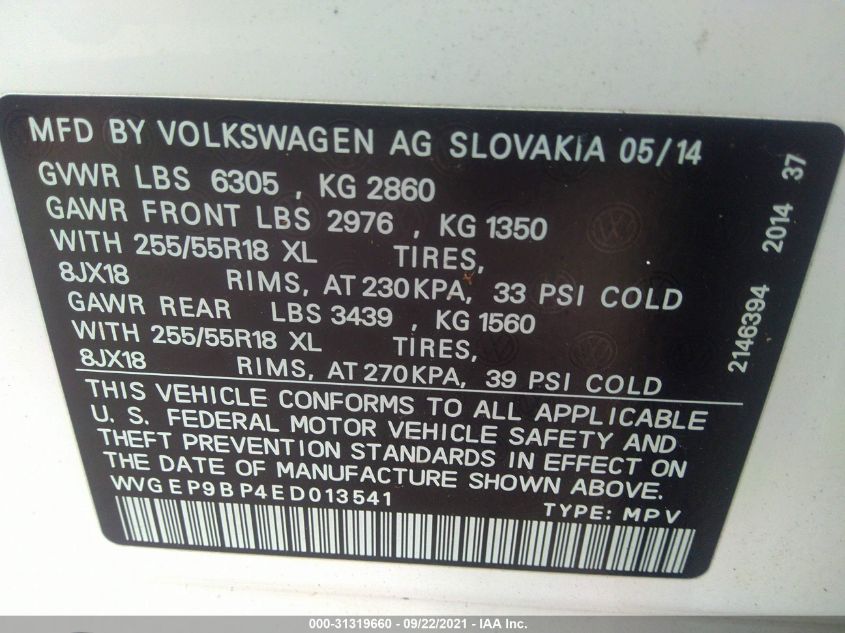 MFD BY VOLKSWAGEN AG SLOVAKIA 05/14
GVWR LBS 6305 , KG 2860
GAWR FRONT LBS 2976 , KG 1350
WITH 255/55R18 XL TIRES,
8JX18 RIMS, AT 230KPA, 33 PSI COLD
GAWR REAR LBS 3439 , KG 1560
WITH 255/55R18 XL TIRES,
8JX18 RIMS, AT 270KPA, 39 PSI COLD
THIS VEHICLE CONFORMS TO ALL APPLICABLE
U. S. FEDERAL MOTOR VEHICLE SAFETY AND
THEFT PREVENTION STANDARDS IN EFFECT ON
THE DATE OF MANUFACTURE SHOWN ABOVE.
WVGEP9BP4ED013541
TYPE: MPV
2146394 2014 37
000-31319660 - 09/22/2021 - IAA Inc.